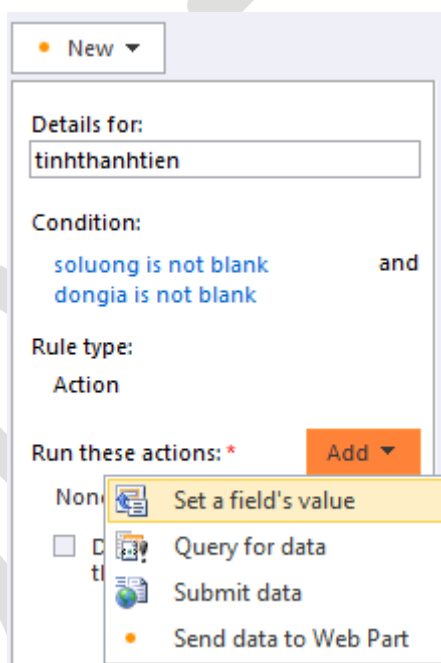 New
Details for:
tinhthanhtien
Condition:
soluong is not blank and
dongia is not blank
Rule type:
Action
Run these actions: * Add
Set a field's value
Query for data
Submit data
Send data to Web Part